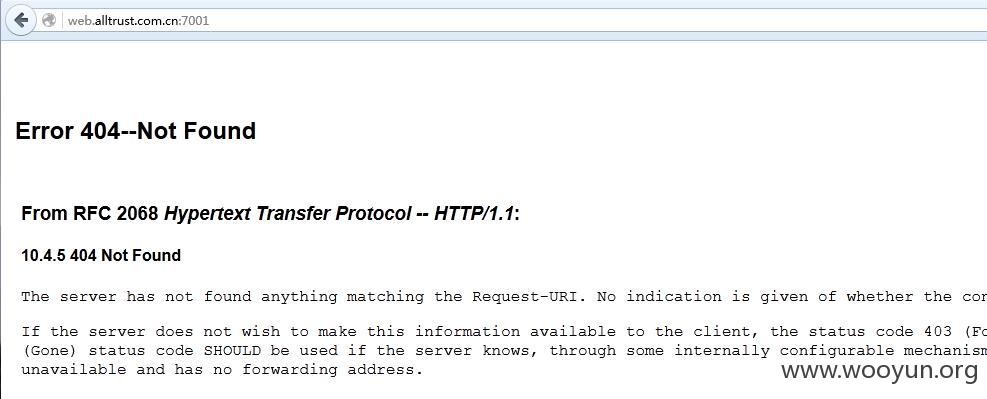 web.alltrust.com.cn:7001
Error 404--Not Found
From RFC 2068 Hypertext Transfer Protocol -- HTTP/1.1:
10.4.5 404 Not Found
The server has not found anything matching the Request-URI. No indication is given of whether the
If the server does not wish to make this information available to the client, the status code 403
(Gone) status code SHOULD be used if the server knows, through some internally configurable mechanism
unavailable and has no forwarding address.
www.wooyun.org